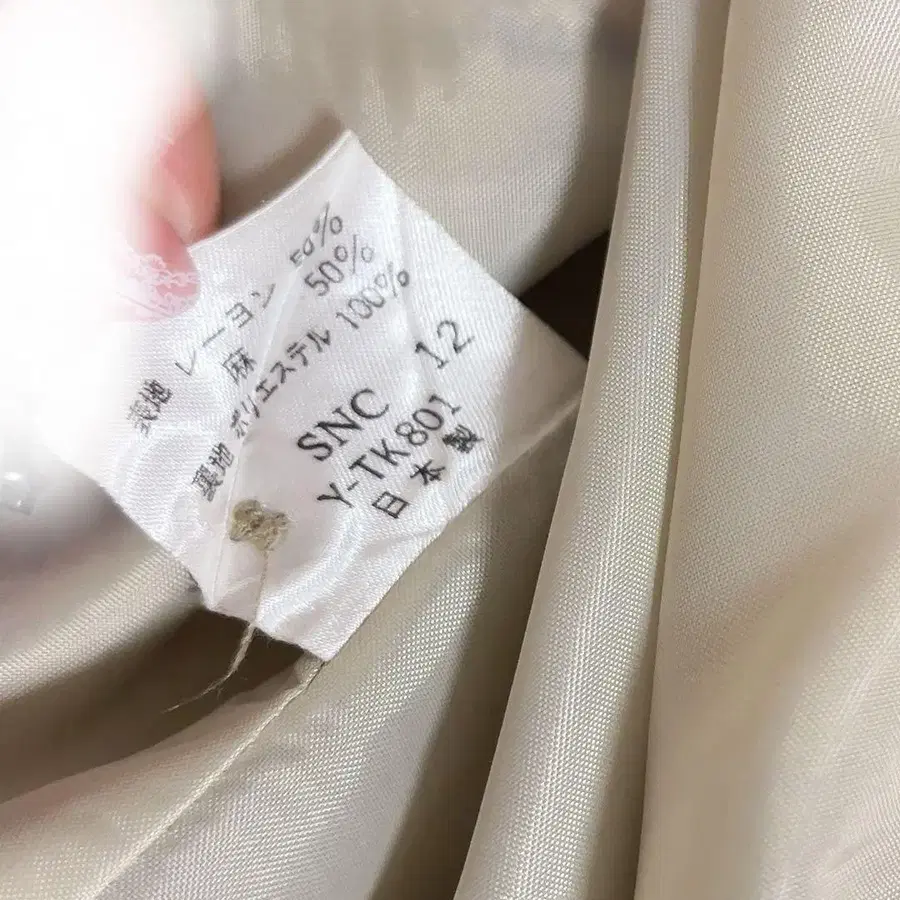 表地 レーヨン 50%
麻 50%
裏地 ポリエステル 100%
SNC 12
Y-TK801
日本製